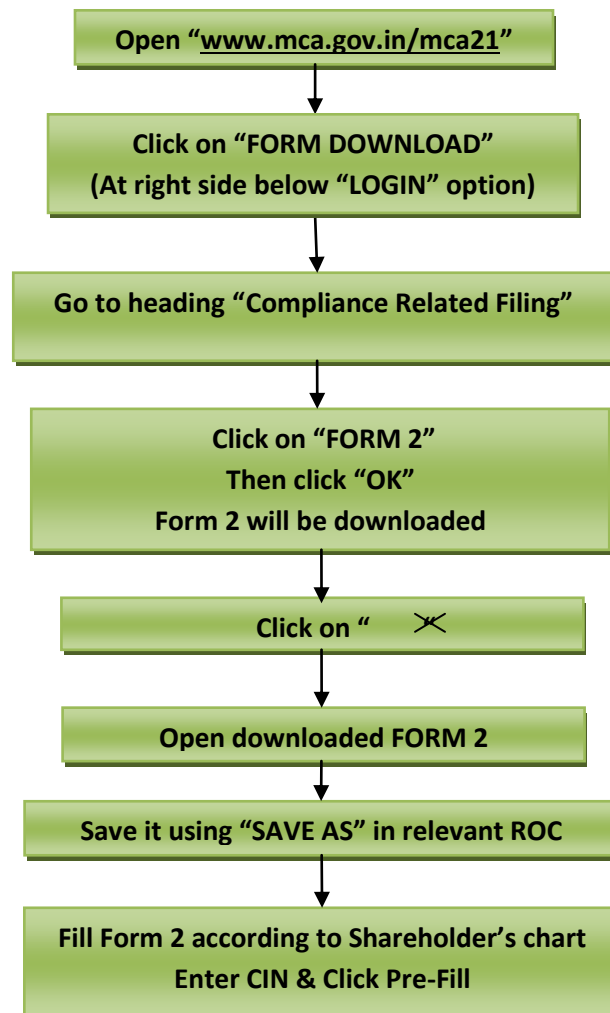 Open “www.mca.gov.in/mca21”
Click on “FORM DOWNLOAD”
(At right side below “LOGIN” option)
Go to heading “Compliance Related Filing”
Click on “FORM 2”
Then click “OK”
Form 2 will be downloaded
Click on “ “
Open downloaded FORM 2
Save it using “SAVE AS” in relevant ROC
Fill Form 2 according to Shareholder’s chart
Enter CIN & Click Pre-Fill